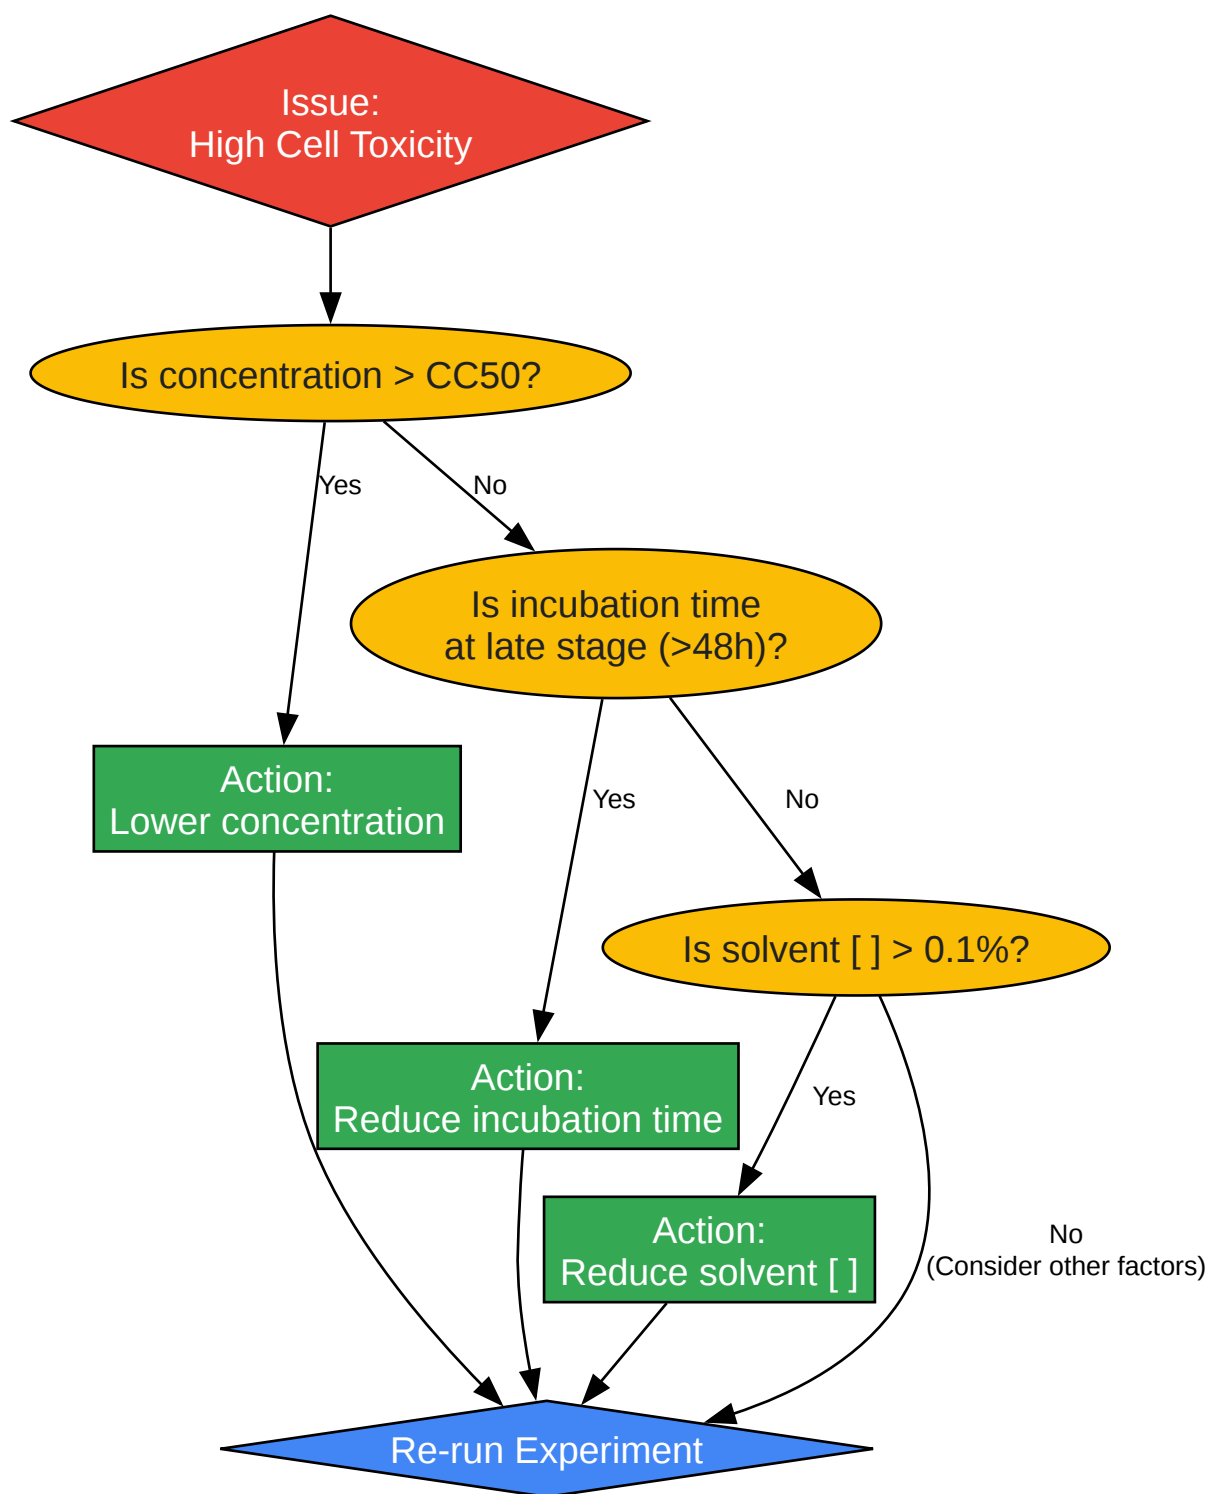 Issue:
High Cell Toxicity
Is concentration > CC50?
Yes
No
Is incubation time
at late stage (>48h)?
Action:
Lower concentration
Yes
No
Is solvent [ ] > 0.1%?
Action:
Reduce incubation time
Yes
Action:
Reduce solvent [ ]
No
(Consider other factors)
Re-run Experiment